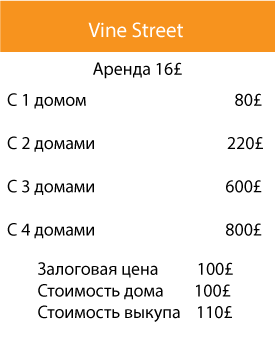 Vine Street
Аренда 16£
С 1 домом 80£
С 2 домами 220£
С 3 домами 600£
С 4 домами 800£
Залоговая цена 100£
Стоимость дома 100£
Стоимость выкупа 110£